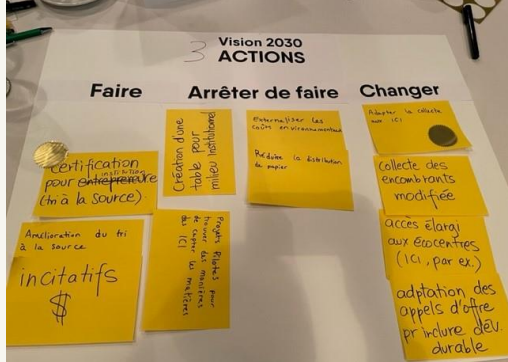 3
Vision 2030
ACTIONS
Faire
Arrêter de faire
Changer
certification
institution
pour entrepreneure
(tri à la source)
Amélioration du tri
à la source
incitatifs
$
Création d'une
table pour
milieu institutionnel
Projets Pilotes pour
trouver des manières
de capter les matières
des ICI
Externaliser les
coûts environnementaux
Réduire la distribution
de papier
Adapter la collecte
aux ICI
collecte des
encombrants
modifiée
accès élargi
aux écocentres
(ICI, par ex.)
adptation des
appels d'offre
pr inclure dév.
durable